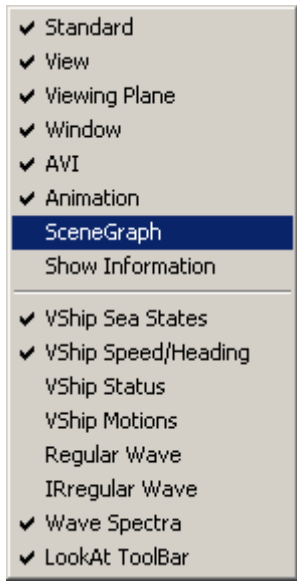 Standard
View
Viewing Plane
Window
AVI
Animation
SceneGraph
Show Information
VShip Sea States
VShip Speed/Heading
VShip Status
VShip Motions
Regular Wave
IRregular Wave
Wave Spectra
LookAt ToolBar